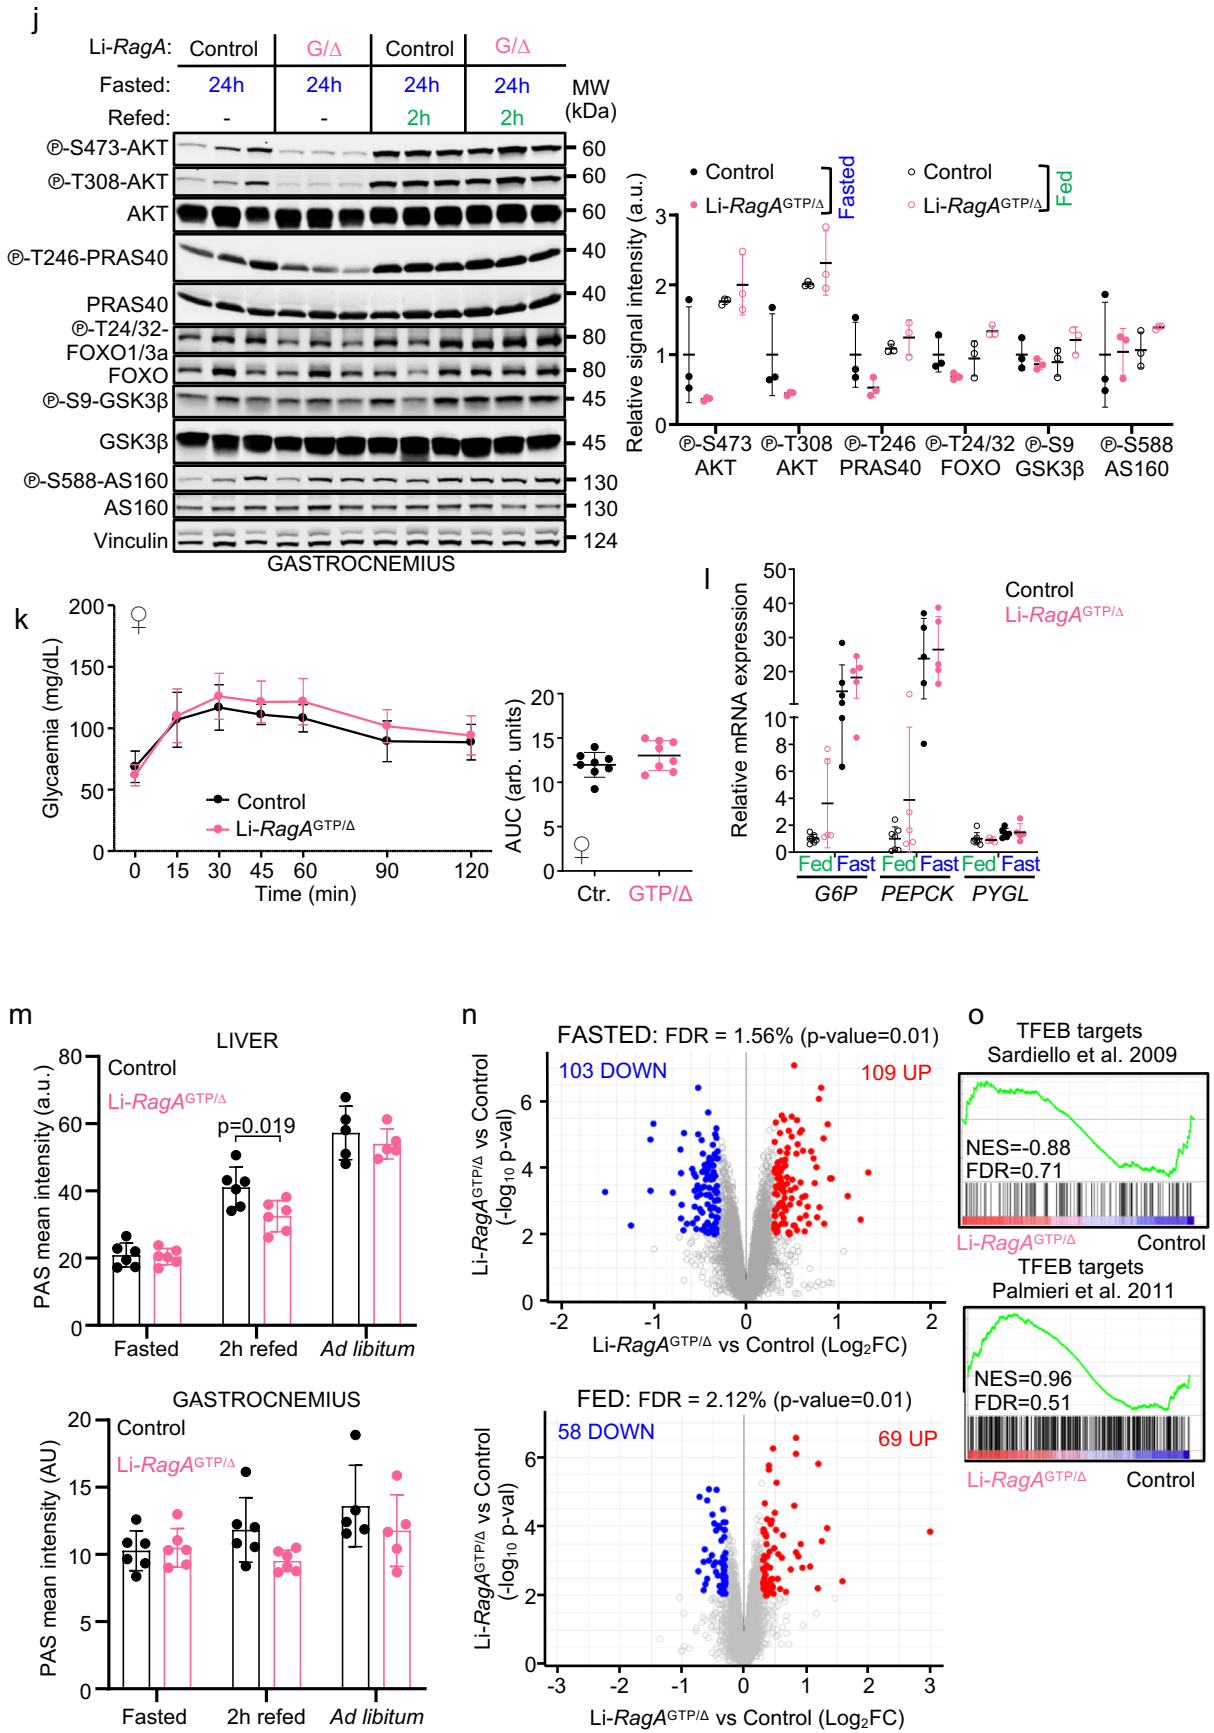 j
Li-RagA: Control G/Δ Control G/Δ
Fasted: 24h 24h 24h 24h MW
(kDa)
Refed: - - 2h 2h
℗-S473-AKT 60
℗-T308-AKT 60
AKT 60
℗-T246-PRAS40 40
PRAS40 40
℗-T24/32-
FOXO1/3a 80
FOXO 80
℗-S9-GSK3β 45
GSK3β 45
℗-S588-AS160 130
AS160 130
Vinculin 124
GASTROCNEMIUS
Control Control
Li-RagAGTP/Δ Li-RagAGTP/Δ
Fasted Fed
Relative signal intensity (a.u.)
3
2
1
0
℗-S473 ℗-T308 ℗-T246 ℗-T24/32 ℗-S9 ℗-S588
AKT AKT PRAS40 FOXO GSK3β AS160
k
♀
Glycaemia (mg/dL)
200
150
100
50
0
Control
Li-RagAGTP/Δ
0 15 30 45 60 90 120
Time (min)
AUC (arb. units)
20
15
10
5
0
♀
Ctr. GTP/Δ
l
Control
Li-RagAGTP/Δ
Relative mRNA expression
50
40
30
20
10
8
6
4
2
0
Fed Fast Fed Fast Fed Fast
G6P PEPCK PYGL
m
LIVER
Control
Li-RagAGTP/Δ
p=0.019
PAS mean intensity (a.u.)
80
60
40
20
0
Fasted 2h refed Ad libitum
GASTROCNEMIUS
Control
Li-RagAGTP/Δ
PAS mean intensity (AU)
20
15
10
5
0
Fasted 2h refed Ad libitum
n
FASTED: FDR = 1.56% (p-value=0.01)
103 DOWN 109 UP
Li-RagAGTP/Δ vs Control
(-log10 p-val)
6
4
2
0
-2 -1 0 1 2
Li-RagAGTP/Δ vs Control (Log2FC)
FED: FDR = 2.12% (p-value=0.01)
58 DOWN 69 UP
Li-RagAGTP/Δ vs Control
(-log10 p-val)
6
4
2
0
-3 -2 -1 0 1 2 3
Li-RagAGTP/Δ vs Control (Log2FC)
o
TFEB targets
Sardiello et al. 2009
NES=-0.88
FDR=0.71
Li-RagAGTP/Δ Control
TFEB targets
Palmieri et al. 2011
NES=0.96
FDR=0.51
Li-RagAGTP/Δ Control